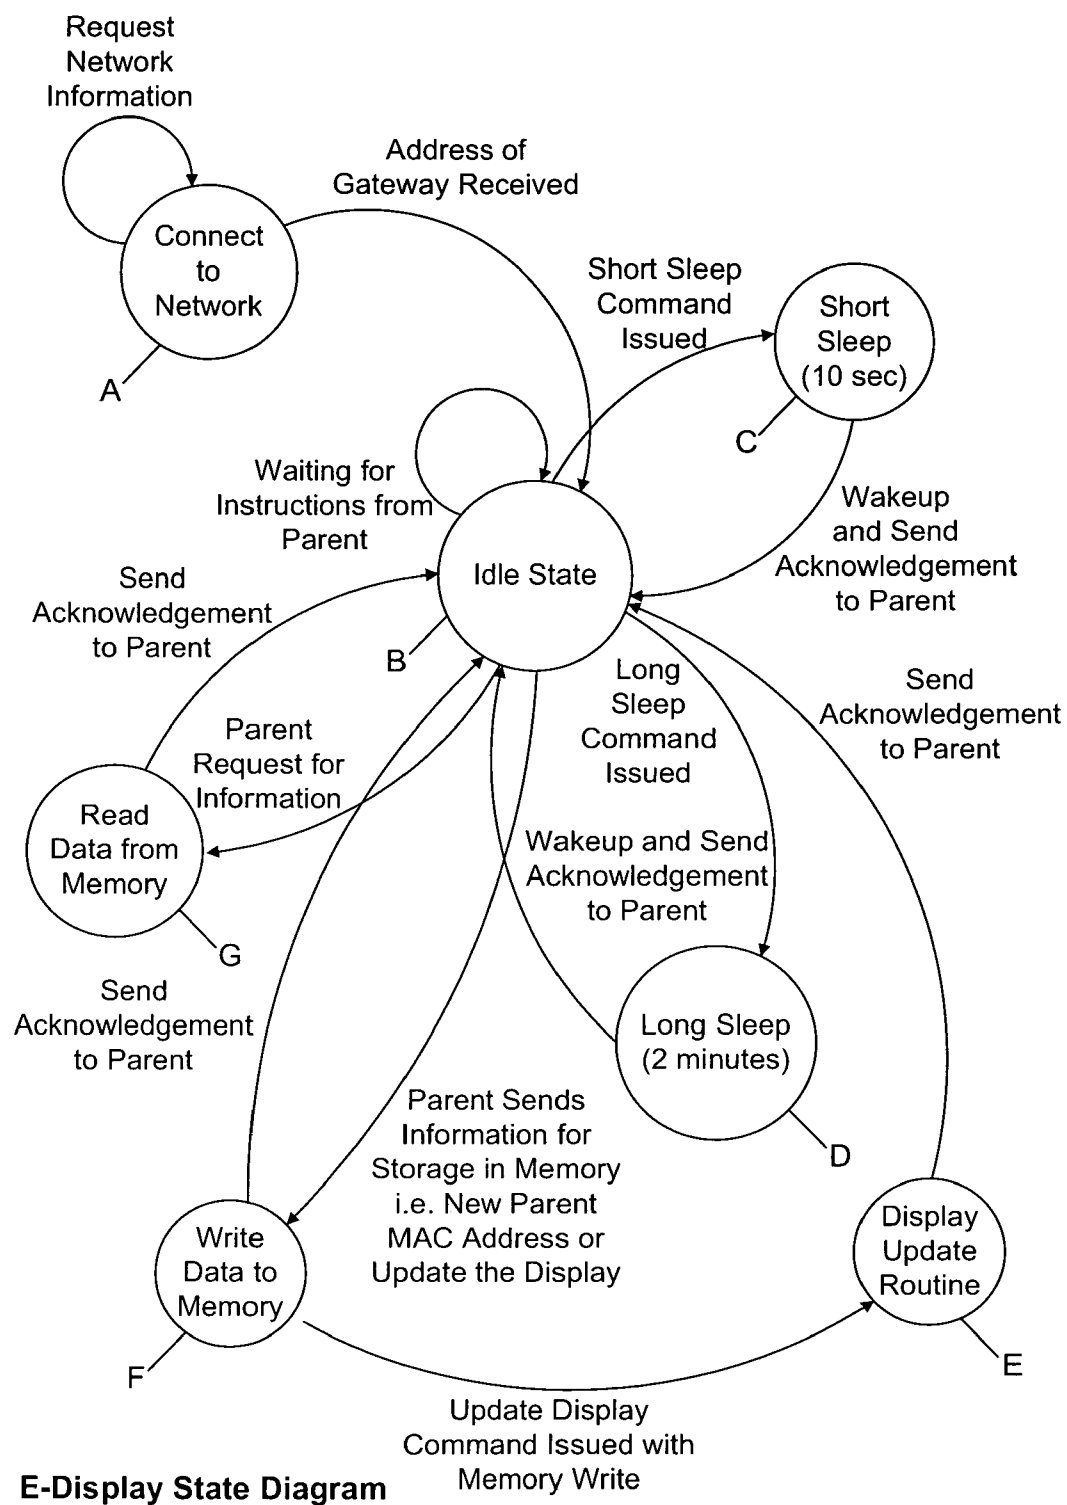 Request
Network
Information
Address of
Gateway Received
Connect
to
Network
A
Short Sleep
Command
Issued
Short
Sleep
(10 sec)
C
Waiting for
Instructions from
Parent
Wakeup
and Send
Acknowledgement
to Parent
Idle State
B
Send
Acknowledgement
to Parent
Parent
Request for
Information
Long
Sleep
Command
Issued
Send
Acknowledgement
to Parent
Read
Data from
Memory
G
Wakeup and Send
Acknowledgement
to Parent
Send
Acknowledgement
to Parent
Long Sleep
(2 minutes)
D
Parent Sends
Information for
Storage in Memory
i.e. New Parent
MAC Address or
Update the Display
Write
Data to
Memory
F
Display
Update
Routine
E
Update Display
Command Issued with
Memory Write
E-Display State Diagram